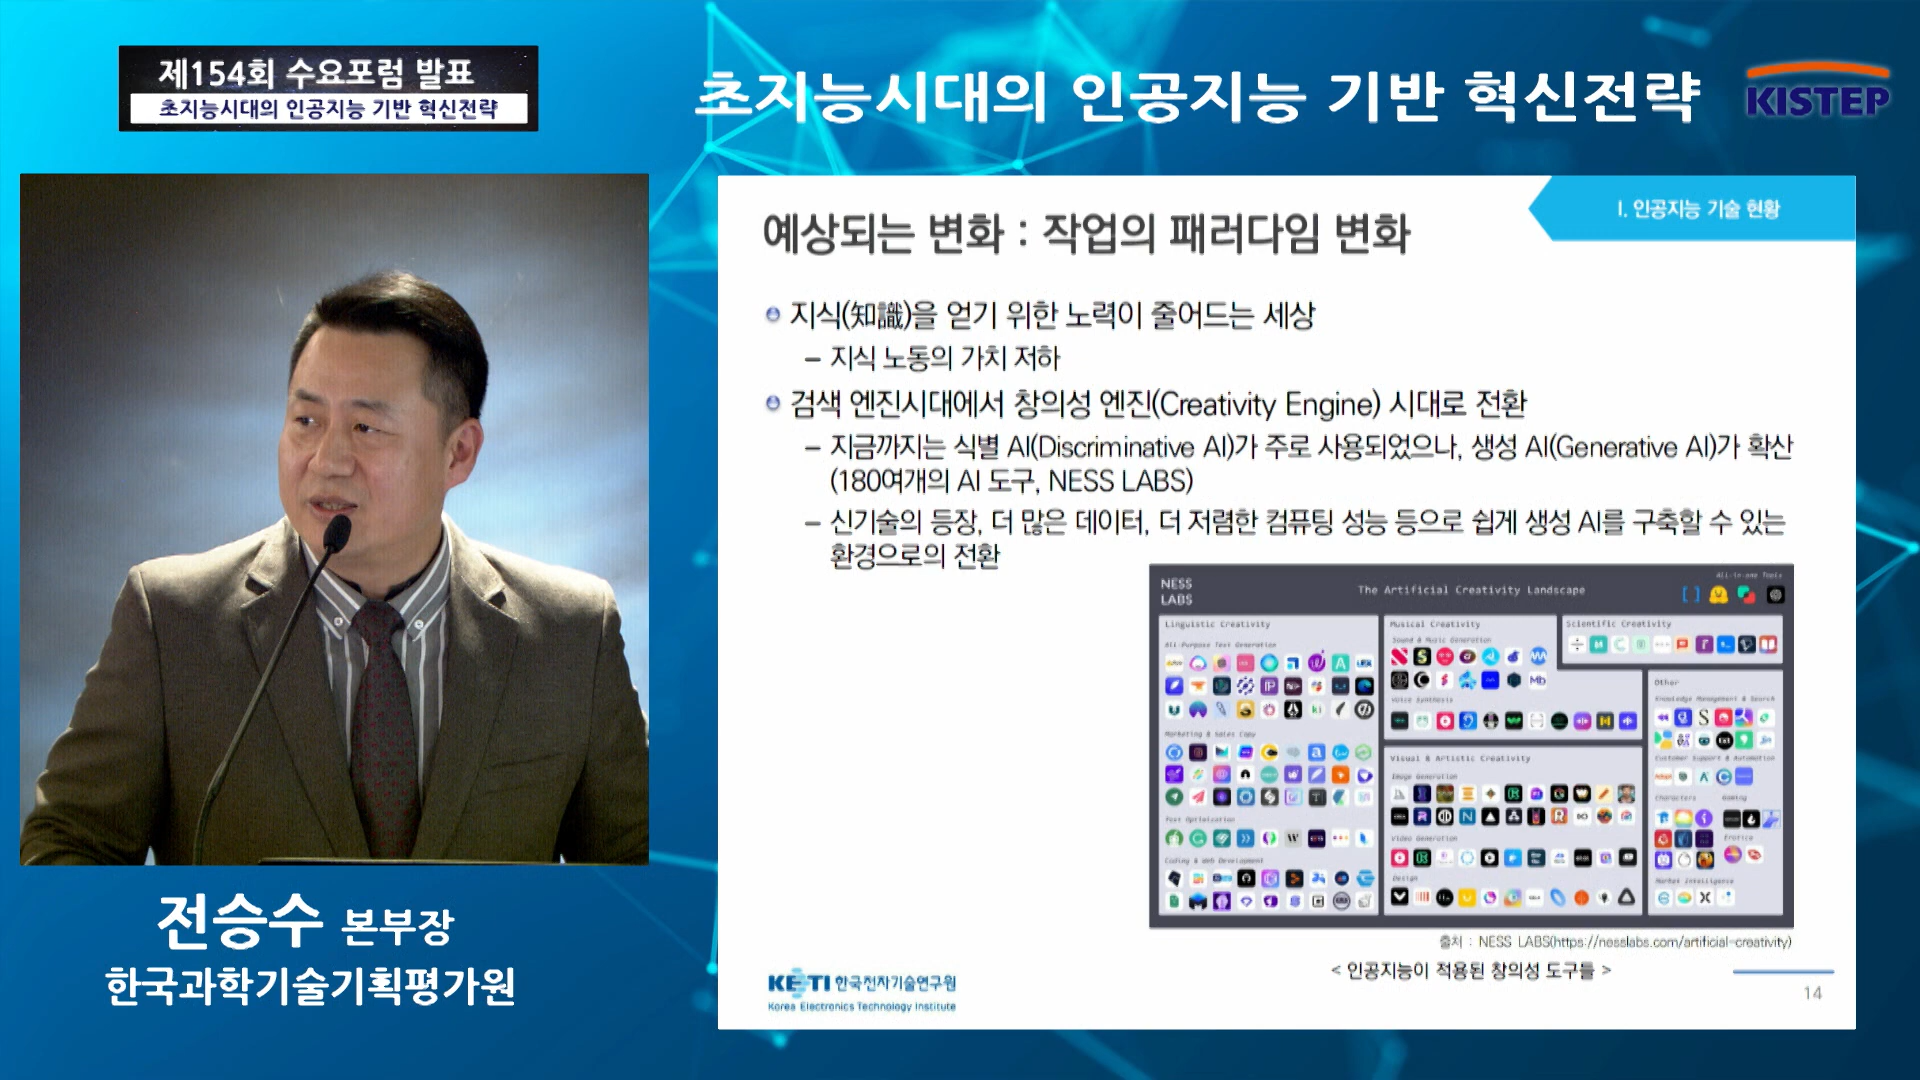 제154회 수요포럼 발표
초지능시대의 인공지능 기반 혁신전략
초지능시대의 인공지능 기반 혁신전략
KISTEP
I. 인공지능 기술 현황
예상되는 변화 : 작업의 패러다임 변화
지식(知識)을 얻기 위한 노력이 줄어드는 세상
– 지식 노동의 가치 저하
검색 엔진시대에서 창의성 엔진(Creativity Engine) 시대로 전환
– 지금까지는 식별 AI(Discriminative AI)가 주로 사용되었으나, 생성 AI(Generative AI)가 확산
(180여개의 AI 도구, NESS LABS)
– 신기술의 등장, 더 많은 데이터, 더 저렴한 컴퓨팅 성능 등으로 쉽게 생성 AI를 구축할 수 있는
환경으로의 전환
NESS
LABS
The Artificial Creativity Landscape
All-in-one Tools
Linguistic Creativity
All-Purpose Text Generation
Marketing & Sales Copy
Text Optimization
Coding & Web Development
Musical Creativity
Sound & Music Generation
Voice Synthesis
Visual & Artistic Creativity
Image Generation
Video Generation
Design
Scientific Creativity
Other
Knowledge Management & Search
Customer Support & Automation
Characters
Gaming
Erotica
Market Intelligence
출처 : NESS LABS(https://nesslabs.com/artificial-creativity)
< 인공지능이 적용된 창의성 도구들 >
KETI 한국전자기술연구원
Korea Electronics Technology Institute
14
전승수 본부장
한국과학기술기획평가원